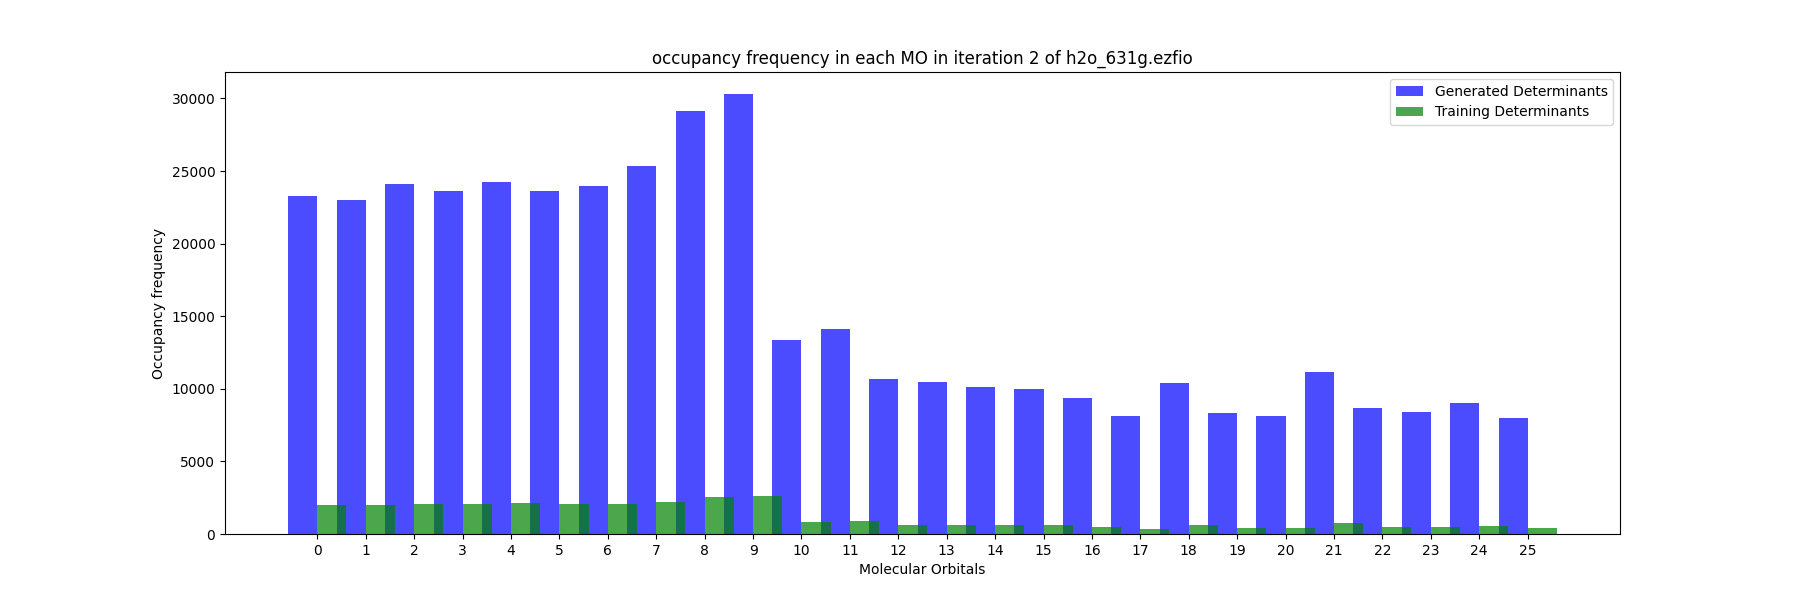 occupancy frequency in each MO in iteration 2 of h2o_631g.ezfio
Generated Determinants
Training Determinants
Occupancy frequency
30000
25000
20000
15000
10000
5000
0
0 1 2 3 4 5 6 7 8 9 10 11 12 13 14 15 16 17 18 19 20 21 22 23 24 25
Molecular Orbitals